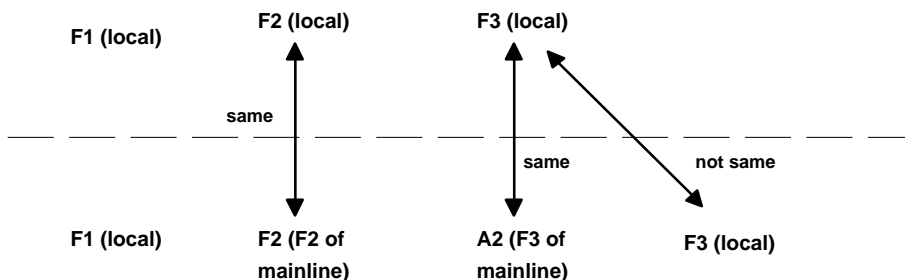 F1 (local)
F2 (local)
F3 (local)
same
same
not same
F1 (local)
F2 (F2 of
mainline)
A2 (F3 of
mainline)
F3 (local)